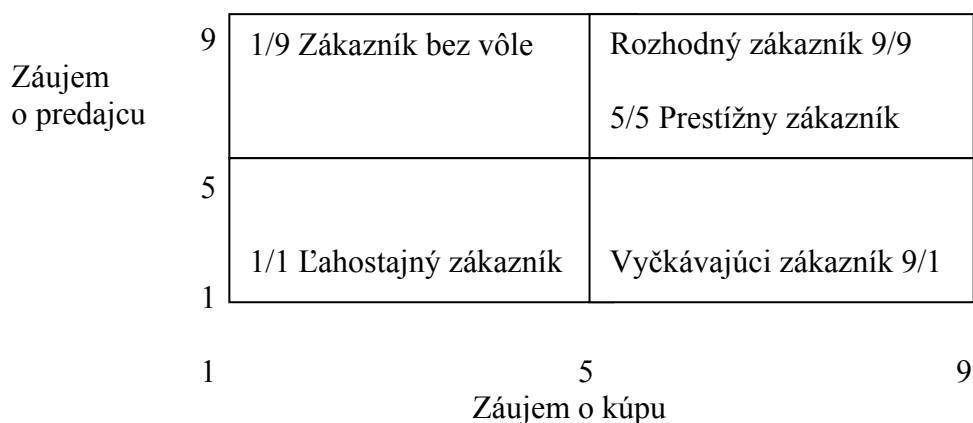 9
1/9 Zákazník bez vôle
Rozhodný zákazník 9/9
Záujem
o predajcu
5/5 Prestížny zákazník
5
1/1 Ľahostajný zákazník
Vyčkávajúci zákazník 9/1
1
1 5 9
Záujem o kúpu